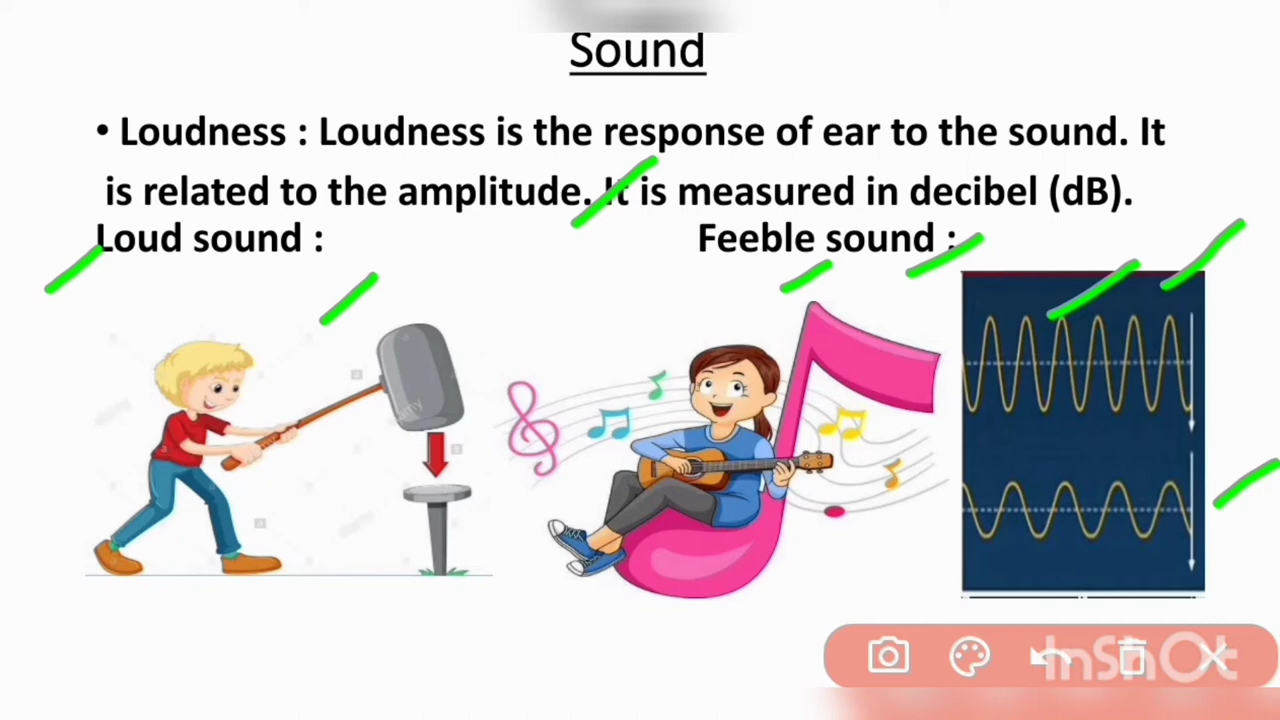 Sound
• Loudness : Loudness is the response of ear to the sound. It
is related to the amplitude. It is measured in decibel (dB).
Loud sound :
Feeble sound :
InShOt